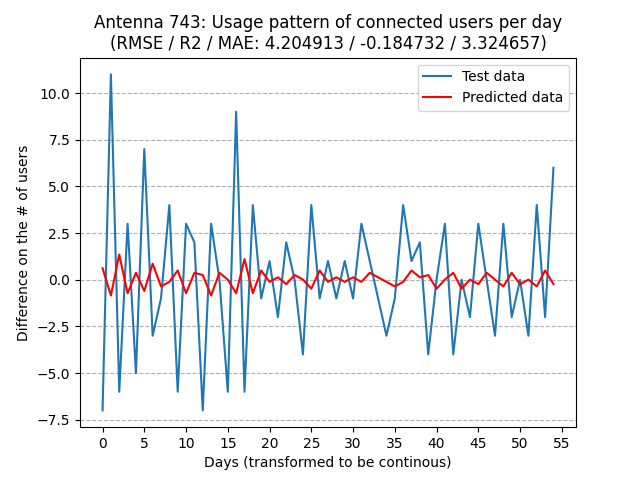 Antenna 743: Usage pattern of connected users per day
(RMSE / R2 / MAE: 4.204913 / -0.184732 / 3.324657)
Test data
Predicted data
10.0
7.5
5.0
2.5
0.0
−2.5
−5.0
−7.5
Difference on the # of users
0 5 10 15 20 25 30 35 40 45 50 55
Days (transformed to be continous)